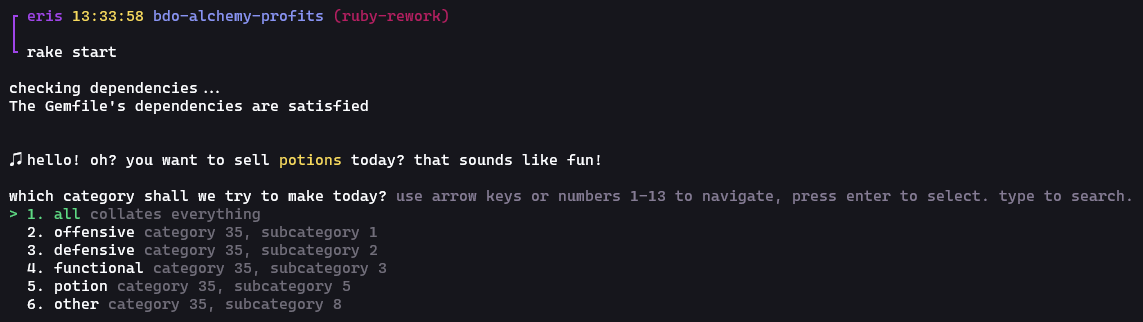 eris 13:33:58 bdo-alchemy-profits (ruby-rework)
rake start
checking dependencies...
The Gemfile's dependencies are satisfied
♫ hello! oh? you want to sell potions today? that sounds like fun!
which category shall we try to make today? use arrow keys or numbers 1-13 to navigate, press enter to select. type to search.
> 1. all collates everything
2. offensive category 35, subcategory 1
3. defensive category 35, subcategory 2
4. functional category 35, subcategory 3
5. potion category 35, subcategory 5
6. other category 35, subcategory 8